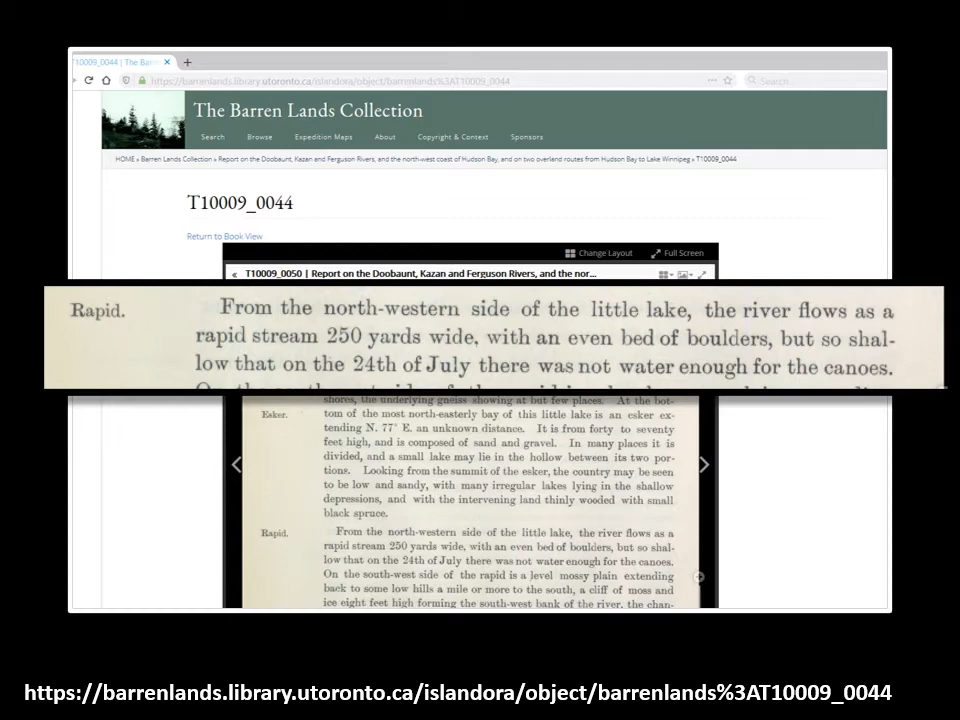 T10009_0044 | The Barr
https://barrenlands.library.utoronto.ca/islandora/object/barrenlands%3AT10009_0044
Search
The Barren Lands Collection
Search Browse Expedition Maps About Copyright & Context Sponsors
HOME » Barren Lands Collection » Report on the Doobaunt, Kazan and Ferguson Rivers, and the north-west coast of Hudson Bay, and on two overland routes from Hudson Bay to Lake Winnipeg » T10009_0044
T10009_0044
Return to Book View
Change Layout Full Screen
« T10009_0050 | Report on the Doobaunt, Kazan and Ferguson Rivers, and the nor...
Rapid. From the north-western side of the little lake, the river flows as a
rapid stream 250 yards wide, with an even bed of boulders, but so shal-
low that on the 24th of July there was not water enough for the canoes.
shores, the underlying gneiss showing at but few places. At the bot-
Esker. tom of the most north-easterly bay of this little lake is an esker ex-
tending N. 77° E. an unknown distance. It is from forty to seventy
feet high, and is composed of sand and gravel. In many places it is
divided, and a small lake may lie in the hollow between its two por-
tions. Looking from the summit of the esker, the country may be seen
to be low and sandy, with many irregular lakes lying in the shallow
depressions, and with the intervening land thinly wooded with small
black spruce.
Rapid. From the north-western side of the little lake, the river flows as a
rapid stream 250 yards wide, with an even bed of boulders, but so shal-
low that on the 24th of July there was not water enough for the canoes.
On the south-west side of the rapid is a level mossy plain extending
back to some low hills a mile or more to the south, a cliff of moss and
ice eight feet high forming the south-west bank of the river, the chan-
https://barrenlands.library.utoronto.ca/islandora/object/barrenlands%3AT10009_0044